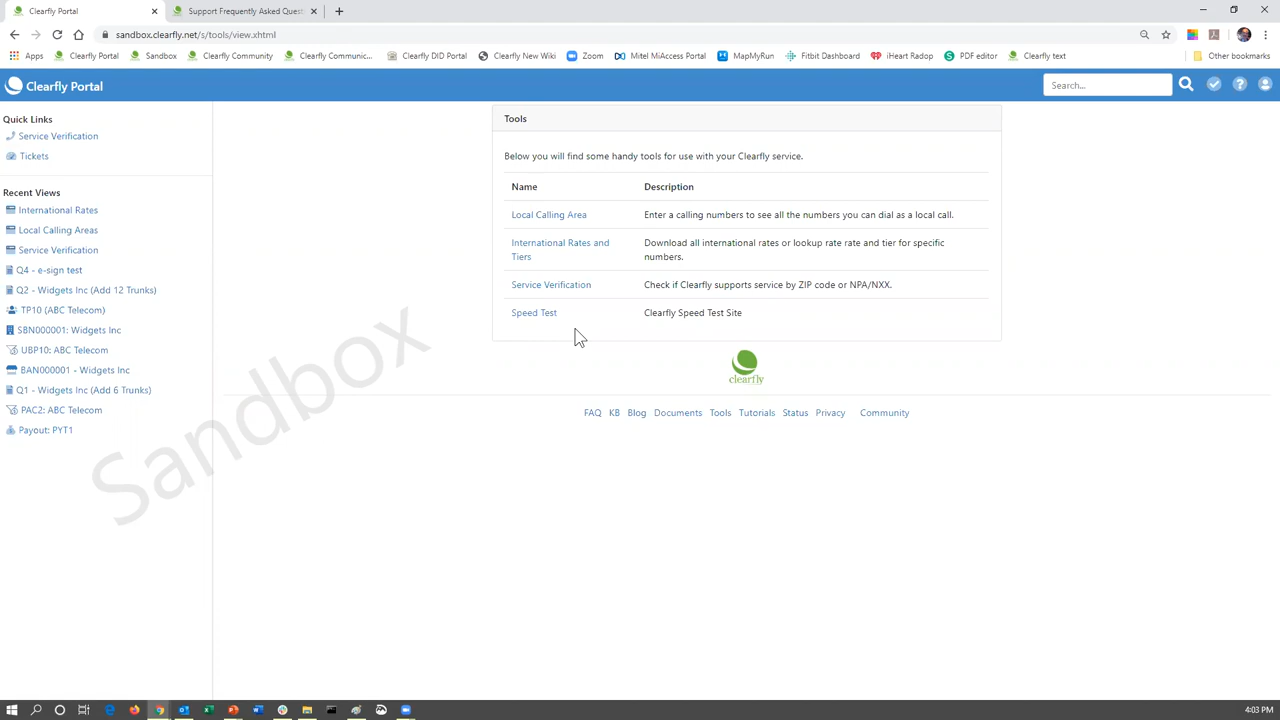 Clearfly Portal
Support Frequently Asked Quest
sandbox.clearfly.net/s/tools/view.xhtml
Apps
Clearfly Portal
Sandbox
Clearfly Community
Clearfly Communic...
Clearfly DID Portal
Clearfly New Wiki
Zoom
Mitel MiAccess Portal
MapMyRun
Fitbit Dashboard
iHeart Radop
PDF editor
Clearfly text
Other bookmarks
Clearfly Portal
Search...
Quick Links
Service Verification
Tickets
Recent Views
International Rates
Local Calling Areas
Service Verification
Q4 - e-sign test
Q2 - Widgets Inc (Add 12 Trunks)
TP10 (ABC Telecom)
SBN000001: Widgets Inc
UBP10: ABC Telecom
BAN000001 - Widgets Inc
Q1 - Widgets Inc (Add 6 Trunks)
PAC2: ABC Telecom
Payout: PYT1
Sandbox
Tools
Below you will find some handy tools for use with your Clearfly service.
Name Description
Local Calling Area Enter a calling numbers to see all the numbers you can dial as a local call.
International Rates and Download all international rates or lookup rate rate and tier for specific
Tiers numbers.
Service Verification Check if Clearfly supports service by ZIP code or NPA/NXX.
Speed Test Clearfly Speed Test Site
clearfly
FAQ KB Blog Documents Tools Tutorials Status Privacy Community
4:03 PM